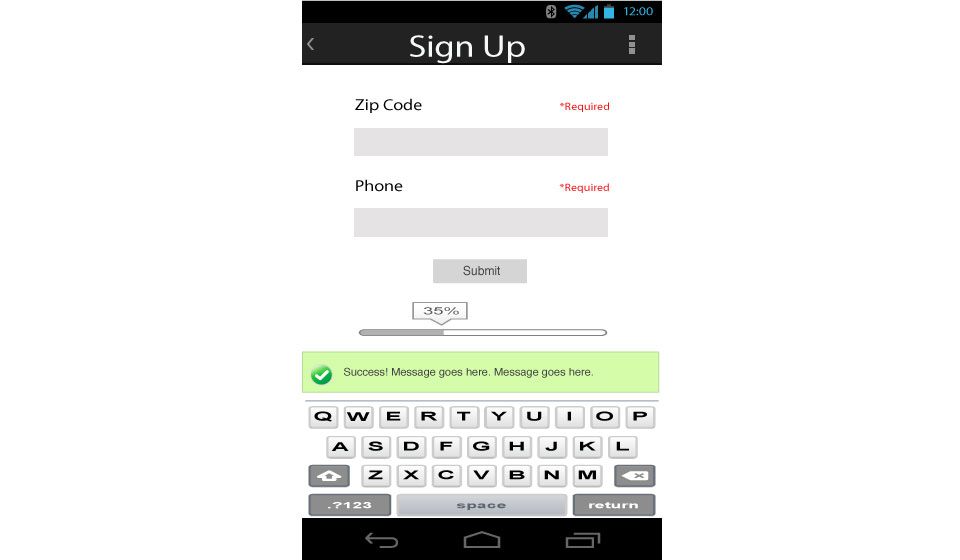 12:00
Sign Up
Zip Code *Required
Phone *Required
Submit
35%
Success! Message goes here. Message goes here.
Q W E R T Y U I O P
A S D F G H J K L
Z X C V B N M
.?123 space return